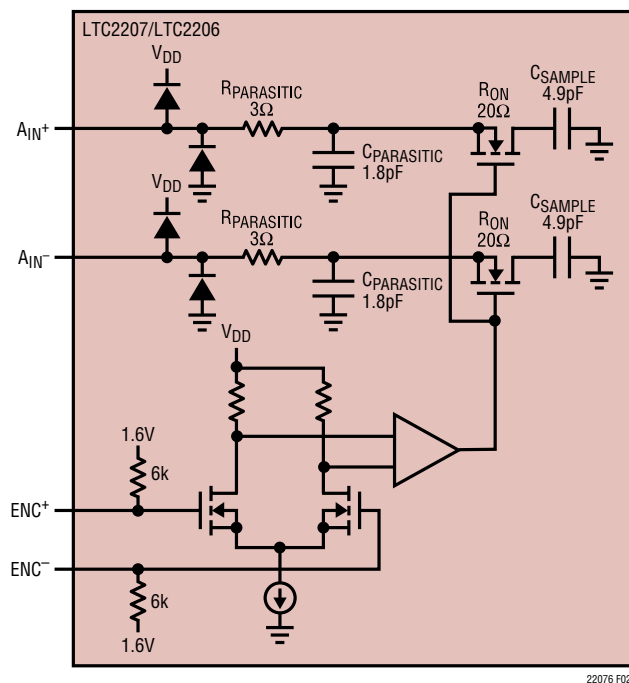 LTC2207/LTC2206
VDD
RPARASITIC
3Ω
RON
20Ω
CSAMPLE
4.9pF
AIN+
CPARASITIC
1.8pF
VDD
RPARASITIC
3Ω
RON
20Ω
CSAMPLE
4.9pF
AIN−
CPARASITIC
1.8pF
VDD
1.6V
6k
ENC+
ENC−
6k
1.6V
22076 F02